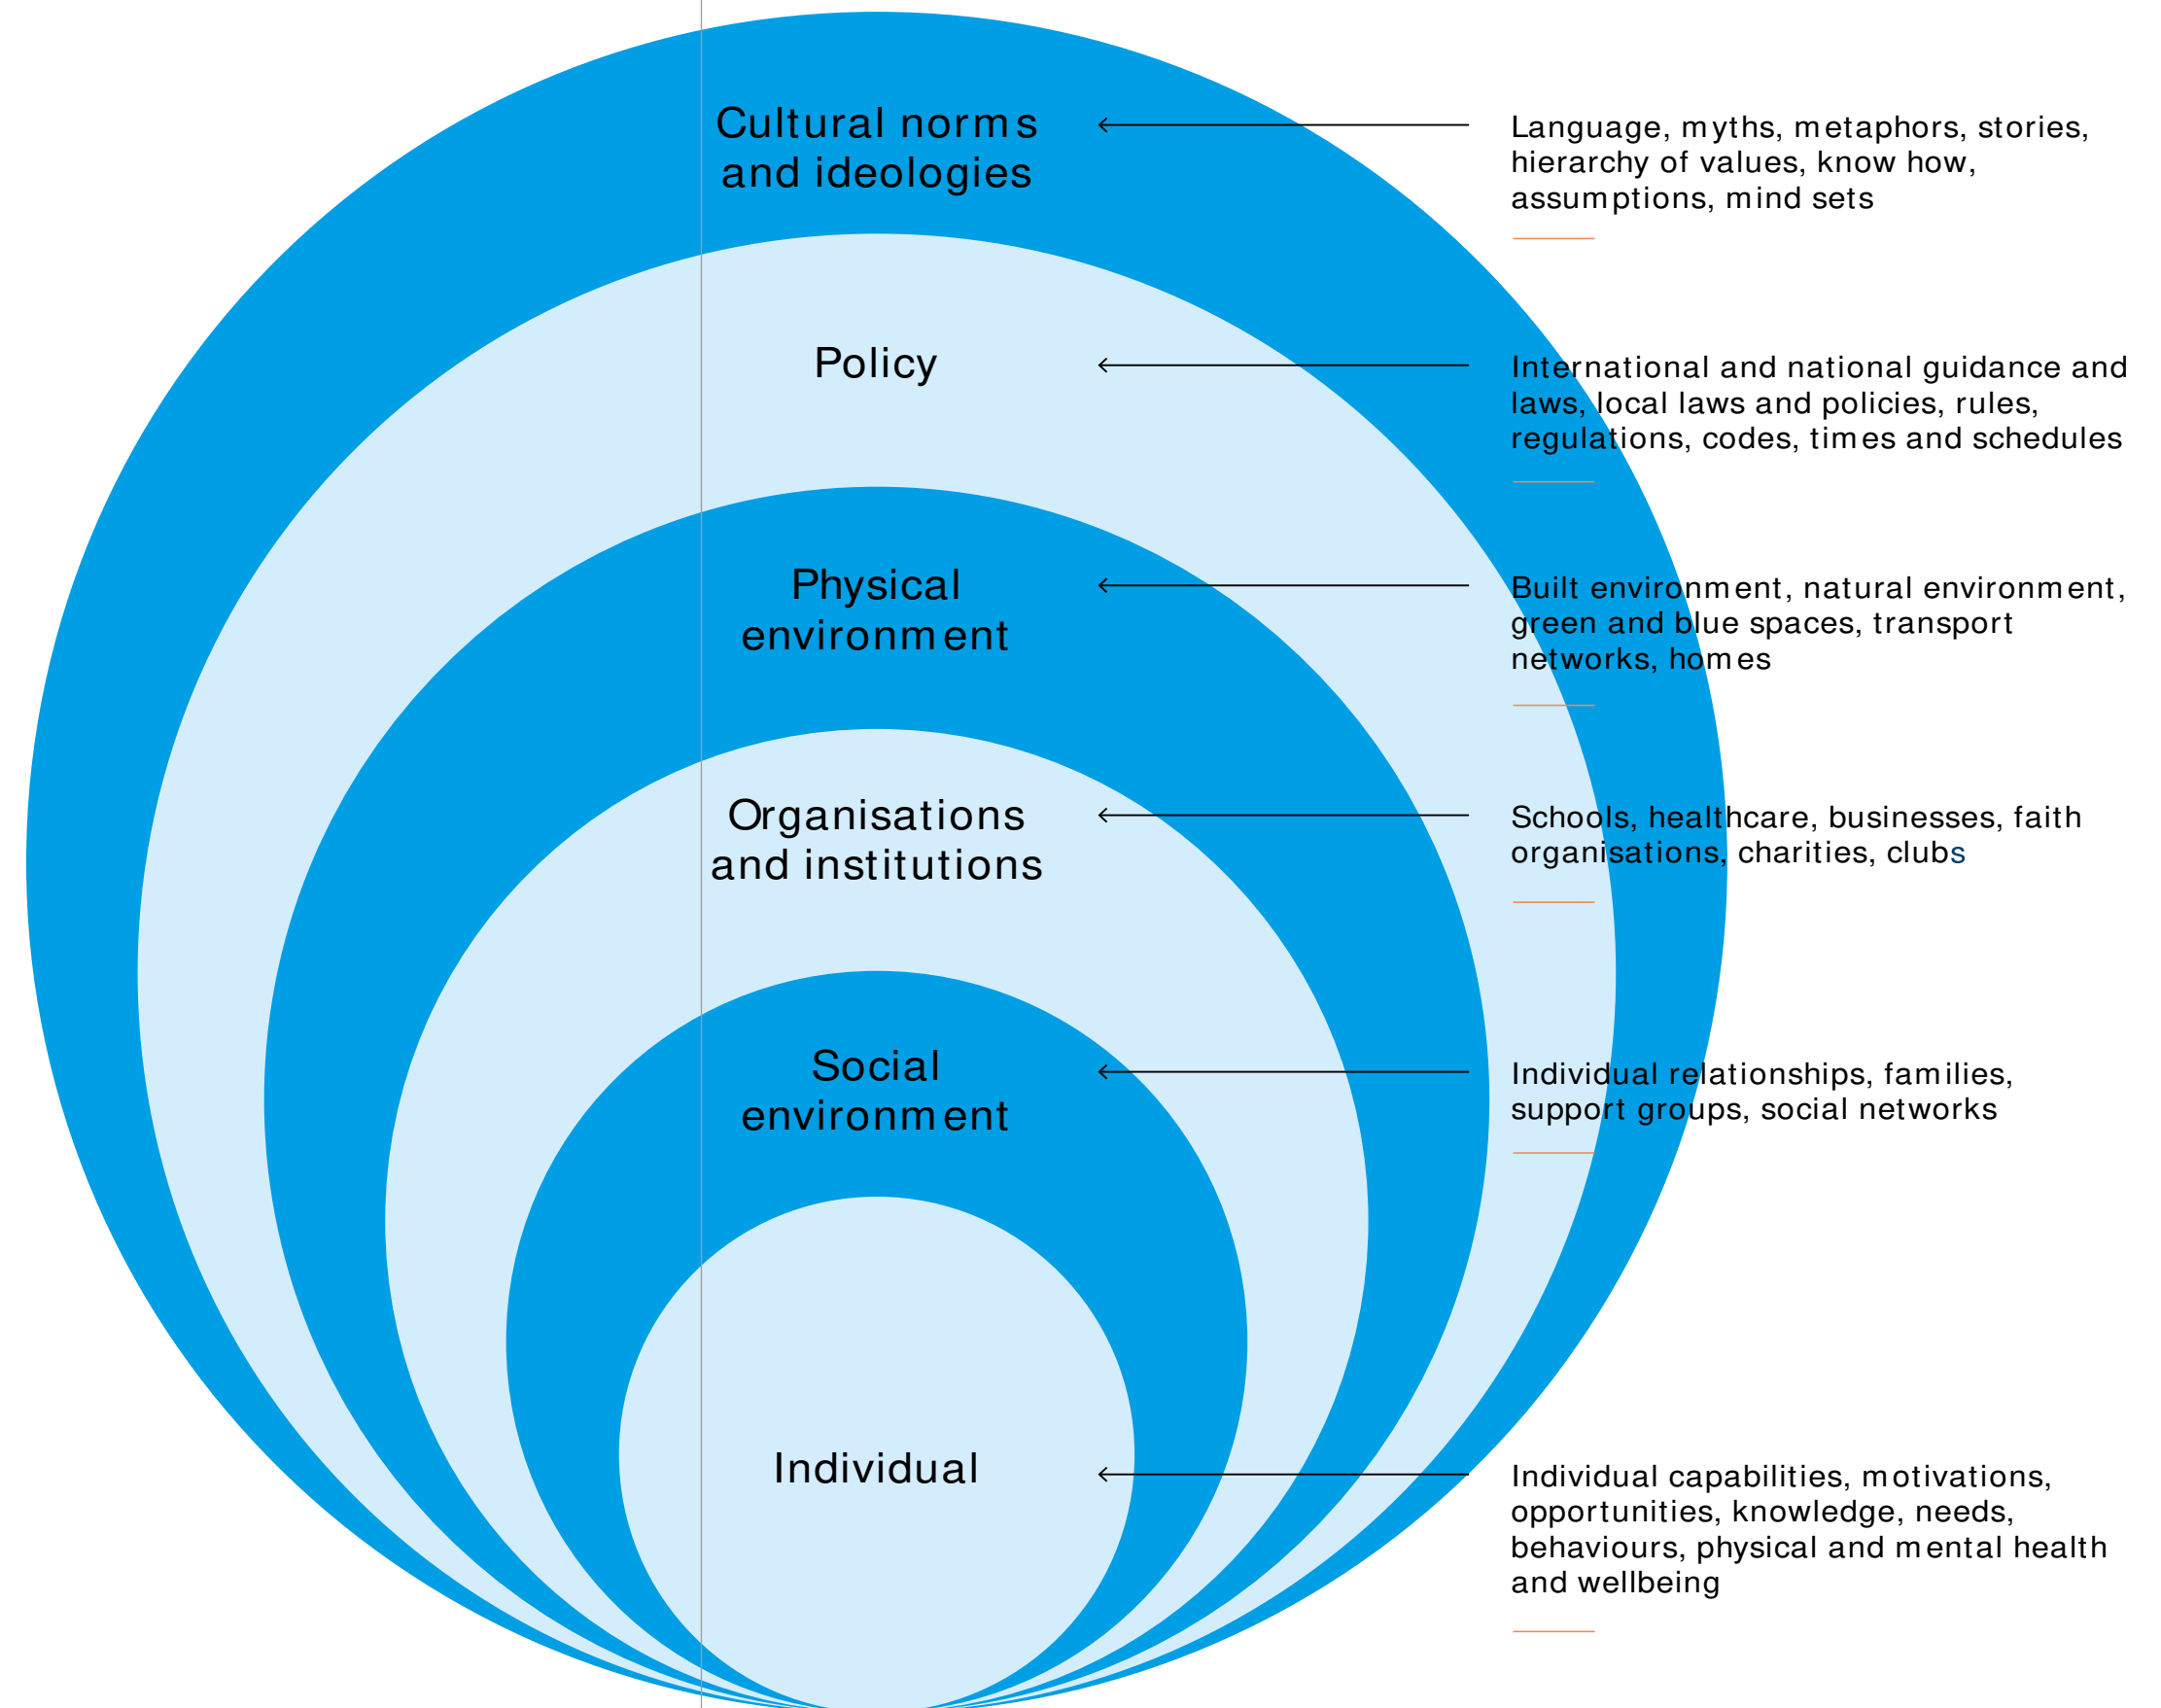 Cultural norms
and ideologies
Language, myths, metaphors, stories,
hierarchy of values, know how,
assumptions, mind sets
Policy
International and national guidance and
laws, local laws and policies, rules,
regulations, codes, times and schedules
Physical
environment
Built environment, natural environment,
green and blue spaces, transport
networks, homes
Organisations
and institutions
Schools, healthcare, businesses, faith
organisations, charities, clubs
Social
environment
Individual relationships, families,
support groups, social networks
Individual
Individual capabilities, motivations,
opportunities, knowledge, needs,
behaviours, physical and mental health
and wellbeing